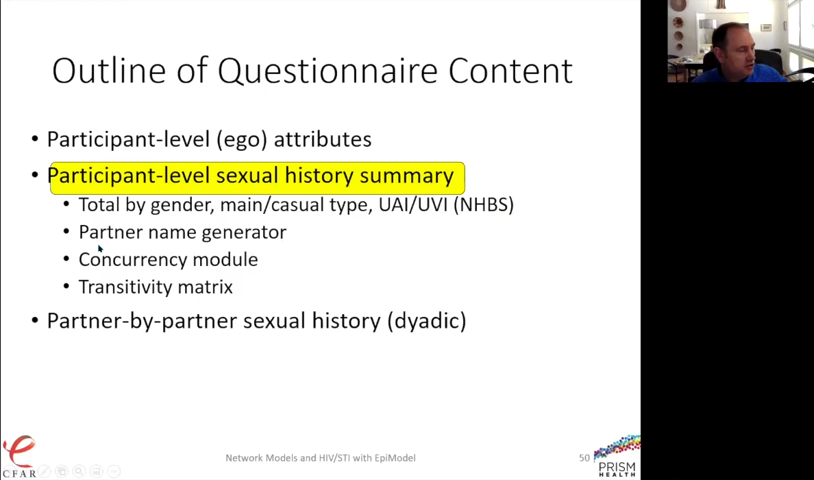 Outline of Questionnaire Content
• Participant-level (ego) attributes
• Participant-level sexual history summary
• Total by gender, main/casual type, UAI/UVI (NHBS)
• Partner name generator
• Concurrency module
• Transitivity matrix
• Partner-by-partner sexual history (dyadic)
CFAR
Network Models and HIV/STI with EpiModel
50
PRISM
HEALTH